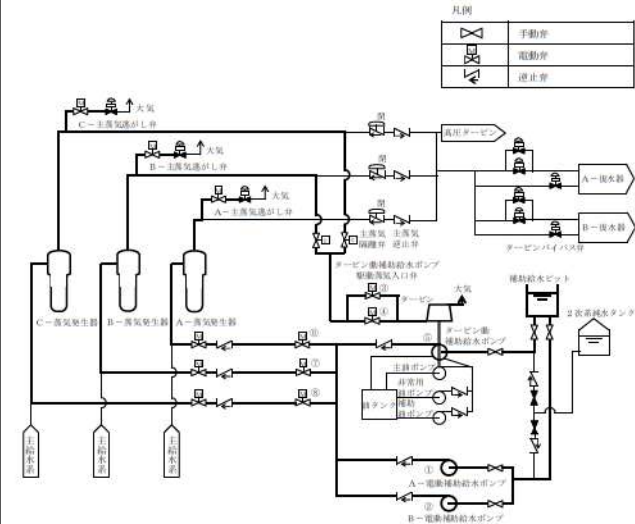 凡例
手動弁
電動弁
逆止弁
大気
C－主蒸気逃がし弁
大気
B－主蒸気逃がし弁
大気
A－主蒸気逃がし弁
閉
閉
閉
主蒸気
隔離弁
主蒸気
逆止弁
高圧タービン
A－復水器
B－復水器
タービンバイパス弁
タービン動補助給水ポンプ
駆動蒸気入口弁
③
④
タービン
大気
補助給水ピット
2次系純水タンク
C－蒸気発生器
B－蒸気発生器
A－蒸気発生器
⑥
⑦
⑧
⑤
タービン動
補助給水ポンプ
主油ポンプ
非常用
油ポンプ
補助
油ポンプ
油タンク
主給水系
主給水系
主給水系
①
A－電動補助給水ポンプ
②
B－電動補助給水ポンプ